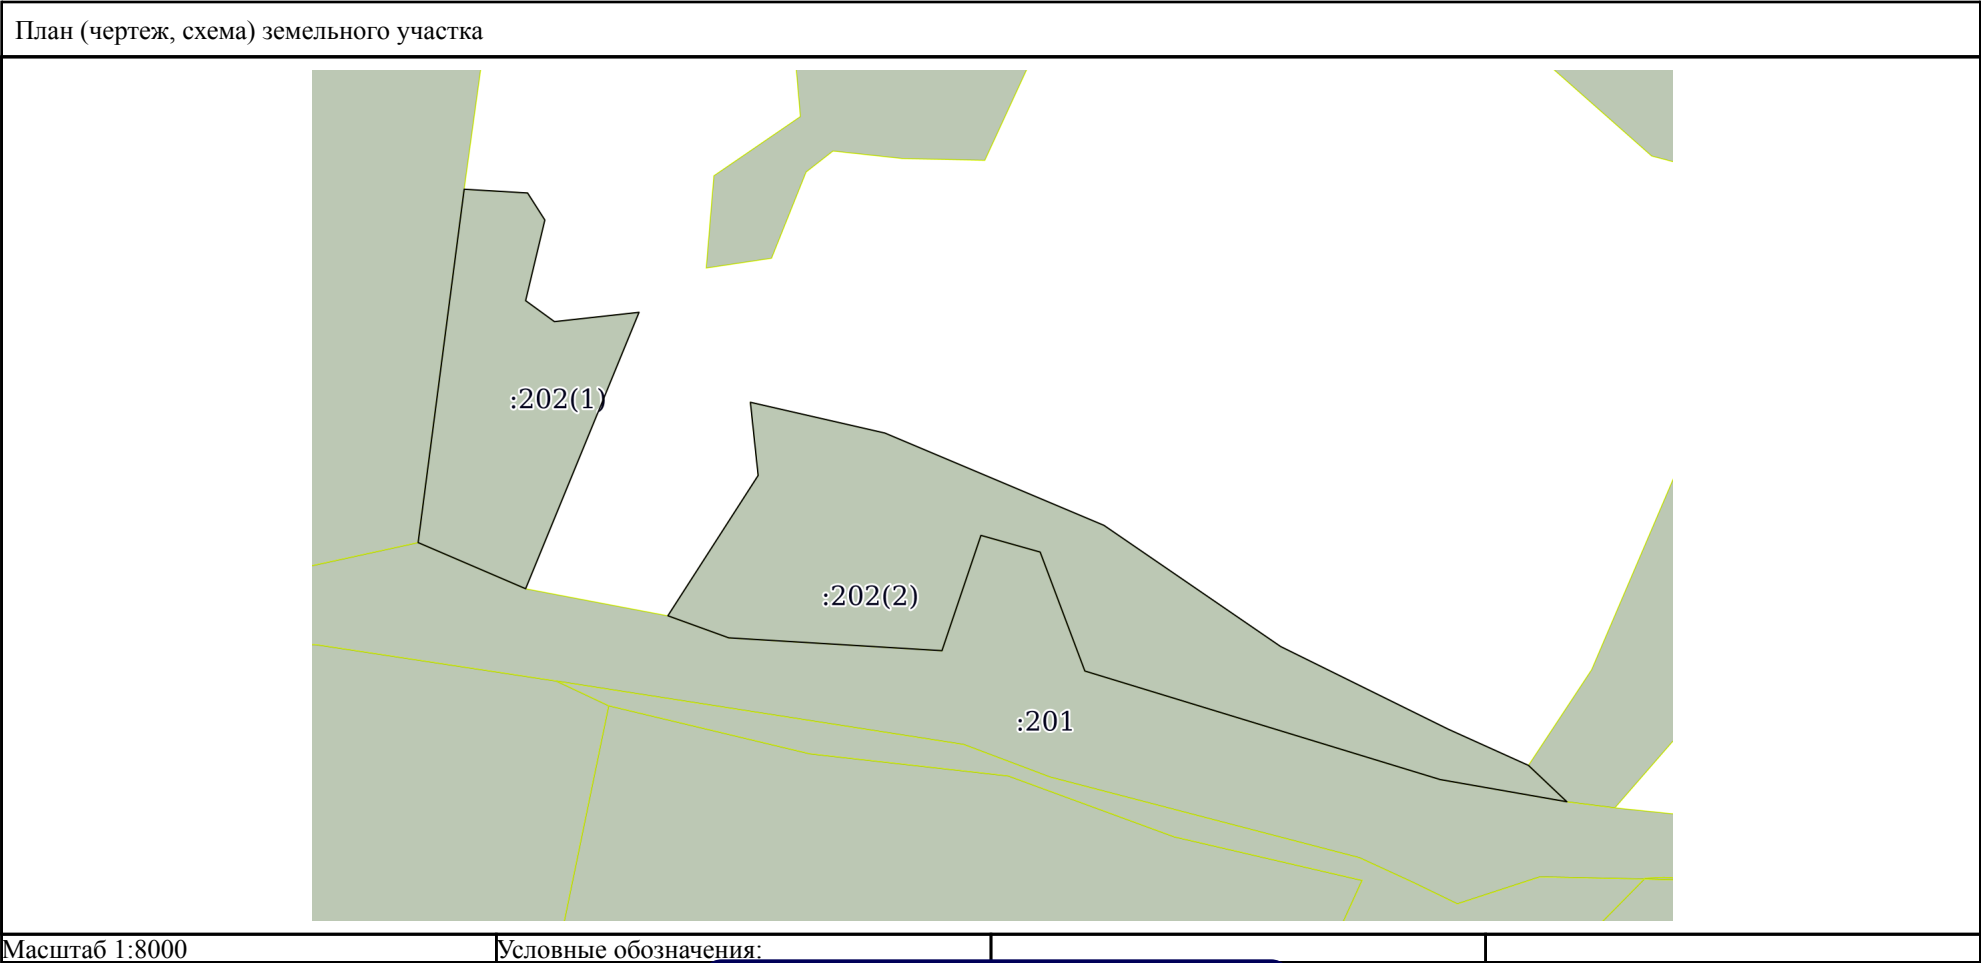 План (чертеж, схема) земельного участка
:202(1)
:202(2)
:201
Масштаб 1:8000
Условные обозначения: